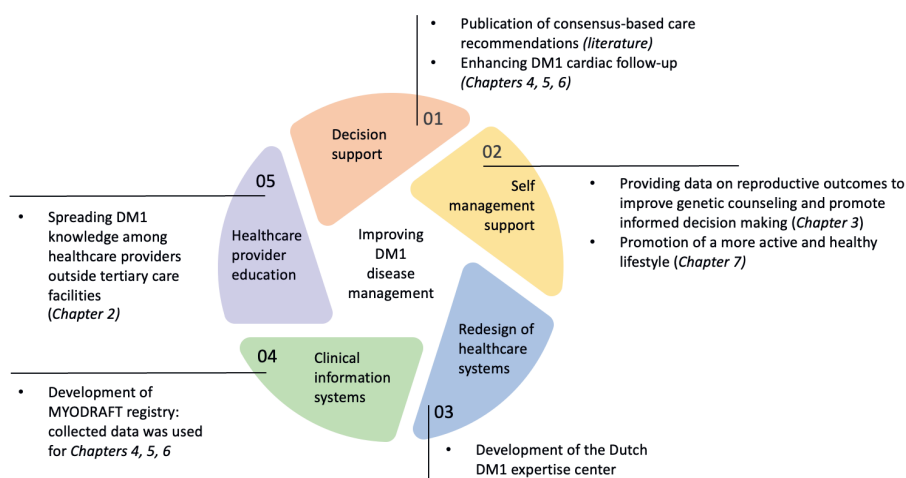 • Publication of consensus-based care
recommendations (literature)
• Enhancing DM1 cardiac follow-up
(Chapters 4, 5, 6)
01
Decision
support
02
Self
management
support
• Providing data on reproductive outcomes to
improve genetic counseling and promote
informed decision making (Chapter 3)
• Promotion of a more active and healthy
lifestyle (Chapter 7)
05
Healthcare
provider
education
• Spreading DM1
knowledge among
healthcare providers
outside tertiary care
facilities
(Chapter 2)
Improving
DM1
disease
management
Redesign of
healthcare
systems
03
• Development of the Dutch
DM1 expertise center
04
Clinical
information
systems
• Development of
MYODRAFT registry:
collected data was used
for Chapters 4, 5, 6